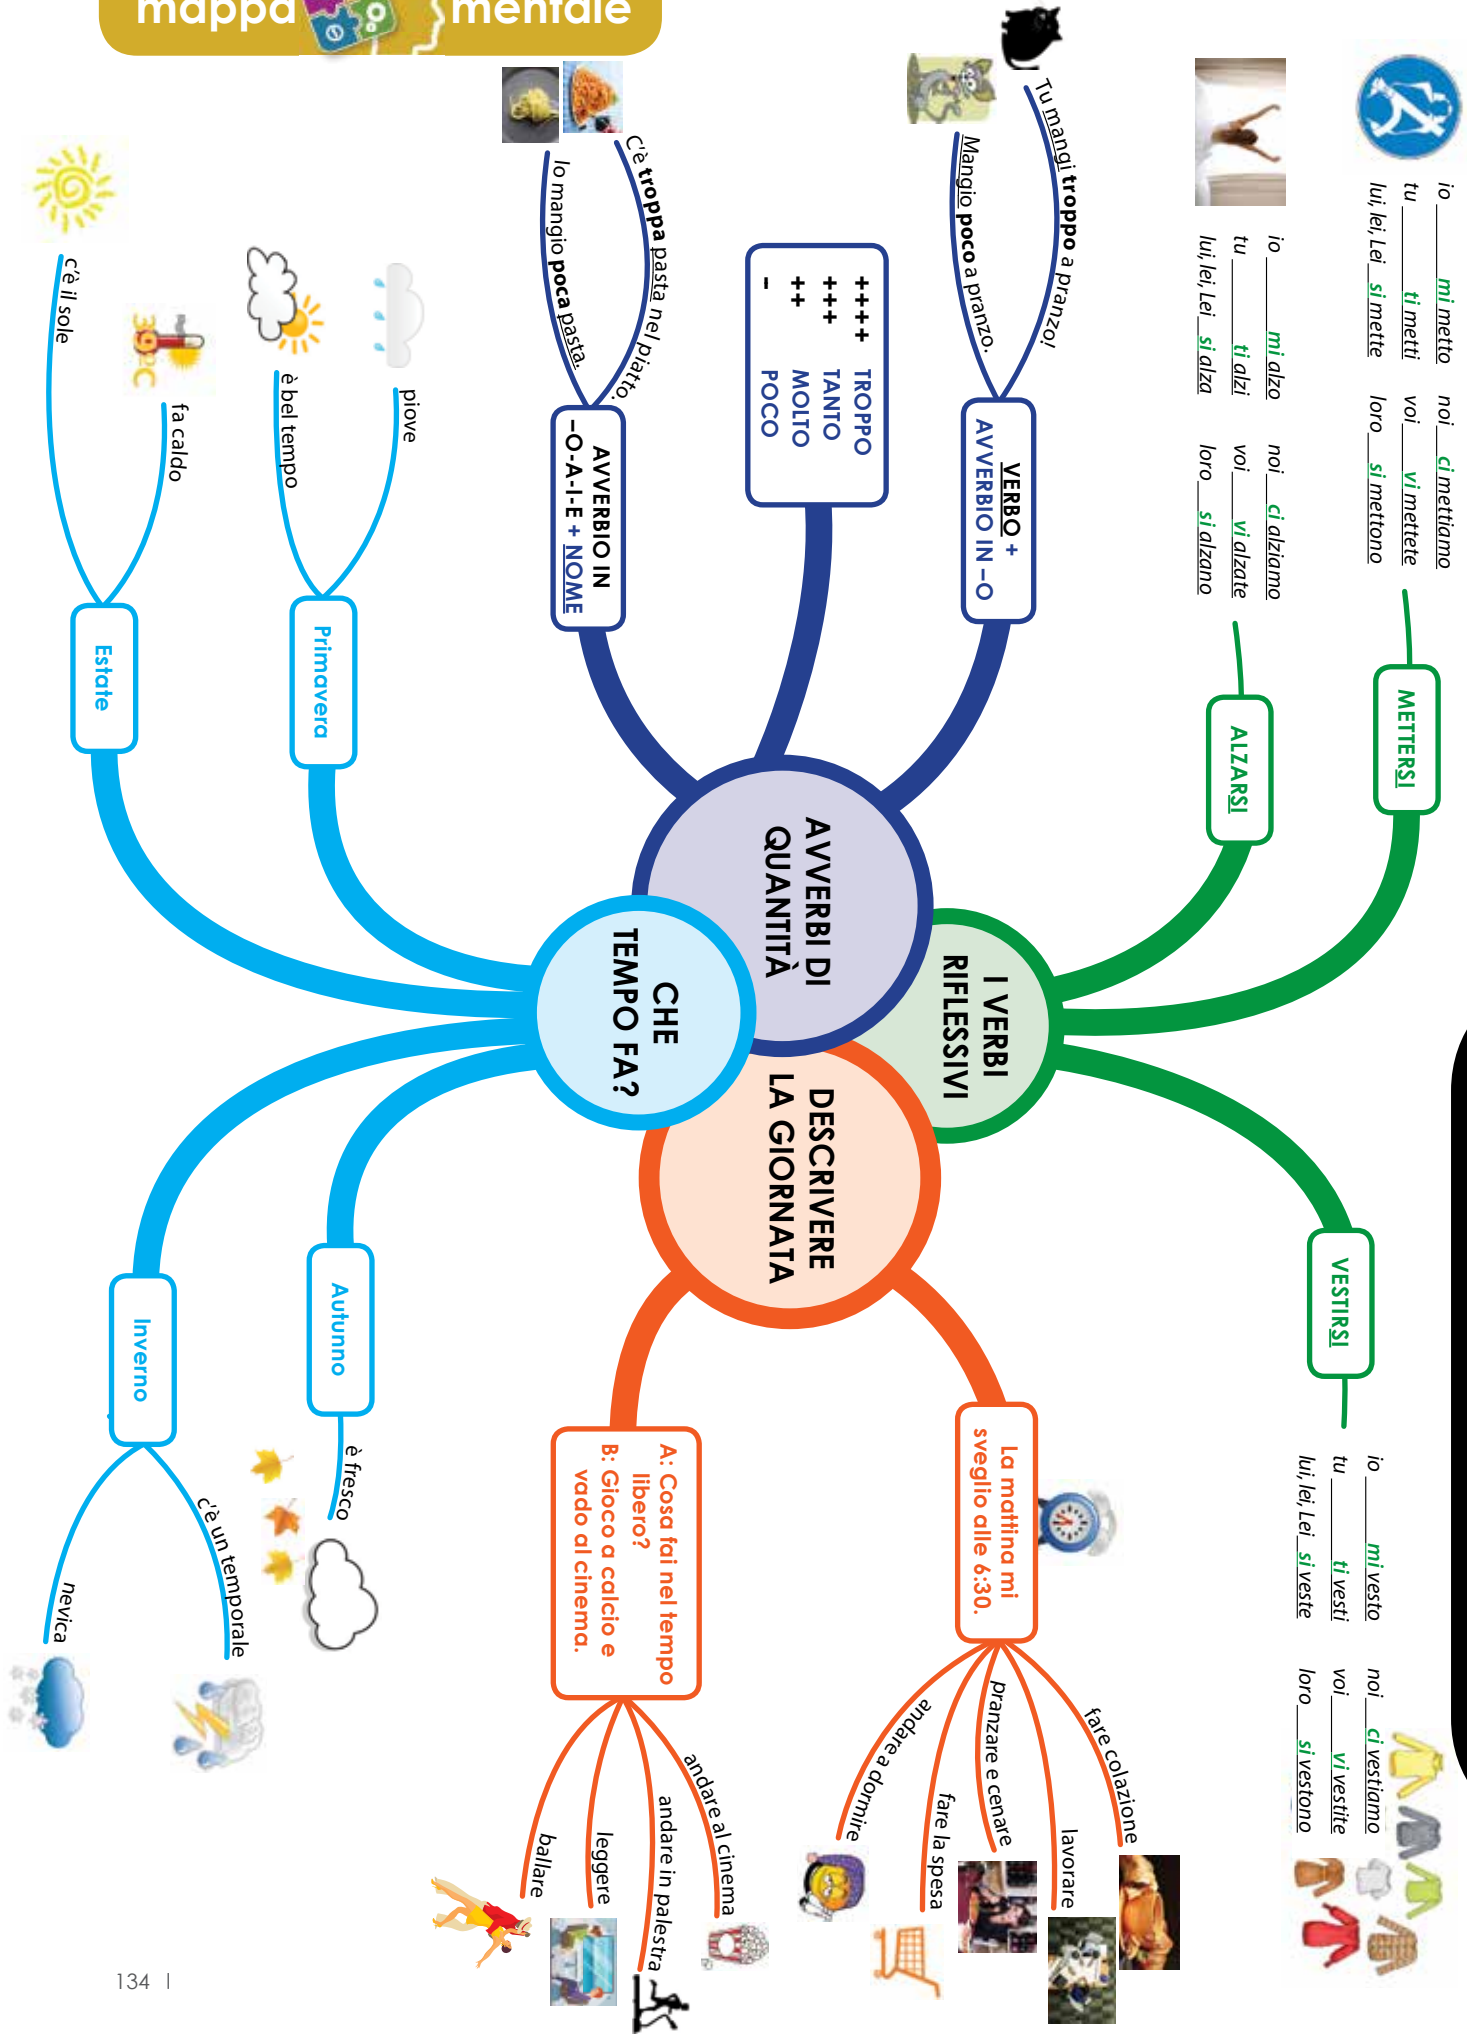 mappa mentale
io mi metto
tu ti metti
lui, lei, Lei si mette
noi ci mettiamo
voi vi mettete
loro si mettono
METTERSI
io mi alzo
tu ti alzi
lui, lei, Lei si alza
noi ci alziamo
voi vi alzate
loro si alzano
ALZARSI
VESTIRSI
io mi vesto
tu ti vesti
lui, lei, Lei si veste
noi ci vestiamo
voi vi vestite
loro si vestono
I VERBI
RIFLESSIVI
Tu mangi troppo a pranzo!
Mangio poco a pranzo.
VERBO +
AVVERBIO IN –O
++++ TROPPO
+++ TANTO
++ MOLTO
– POCO
C'è troppa pasta nel piatto.
Io mangio poca pasta.
AVVERBIO IN
–O-A-I-E + NOME
AVVERBI DI
QUANTITÀ
DESCRIVERE
LA GIORNATA
La mattina mi
sveglio alle 6:30.
fare colazione
lavorare
pranzare e cenare
fare la spesa
andare a dormire
A: Cosa fai nel tempo
libero?
B: Gioco a calcio e
vado al cinema.
andare al cinema
andare in palestra
leggere
ballare
CHE
TEMPO FA?
piove
è bel tempo
Primavera
39°C
fa caldo
c'è il sole
Estate
Autunno
è fresco
Inverno
c'è un temporale
nevica
134 |